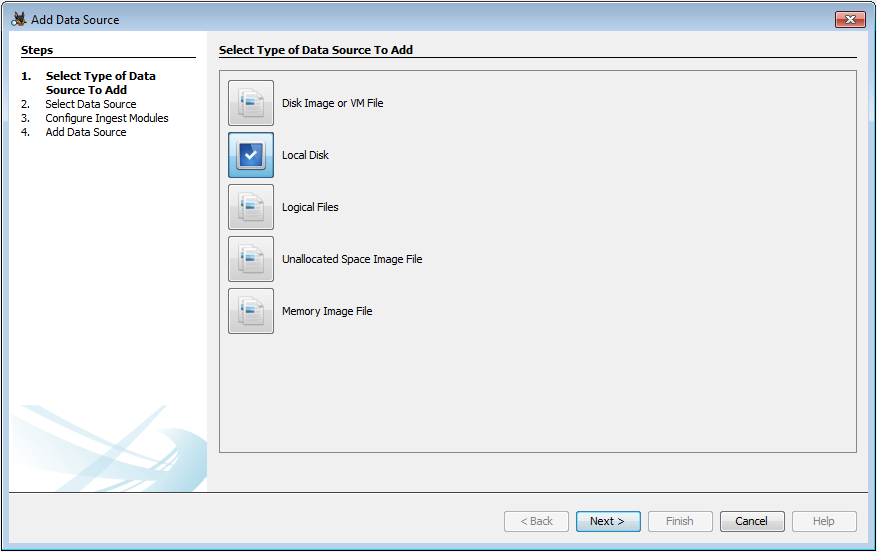 Add Data Source
Steps
1. Select Type of Data
Source To Add
2. Select Data Source
3. Configure Ingest Modules
4. Add Data Source
Select Type of Data Source To Add
Disk Image or VM File
Local Disk
Logical Files
Unallocated Space Image File
Memory Image File
< Back Next > Finish Cancel Help